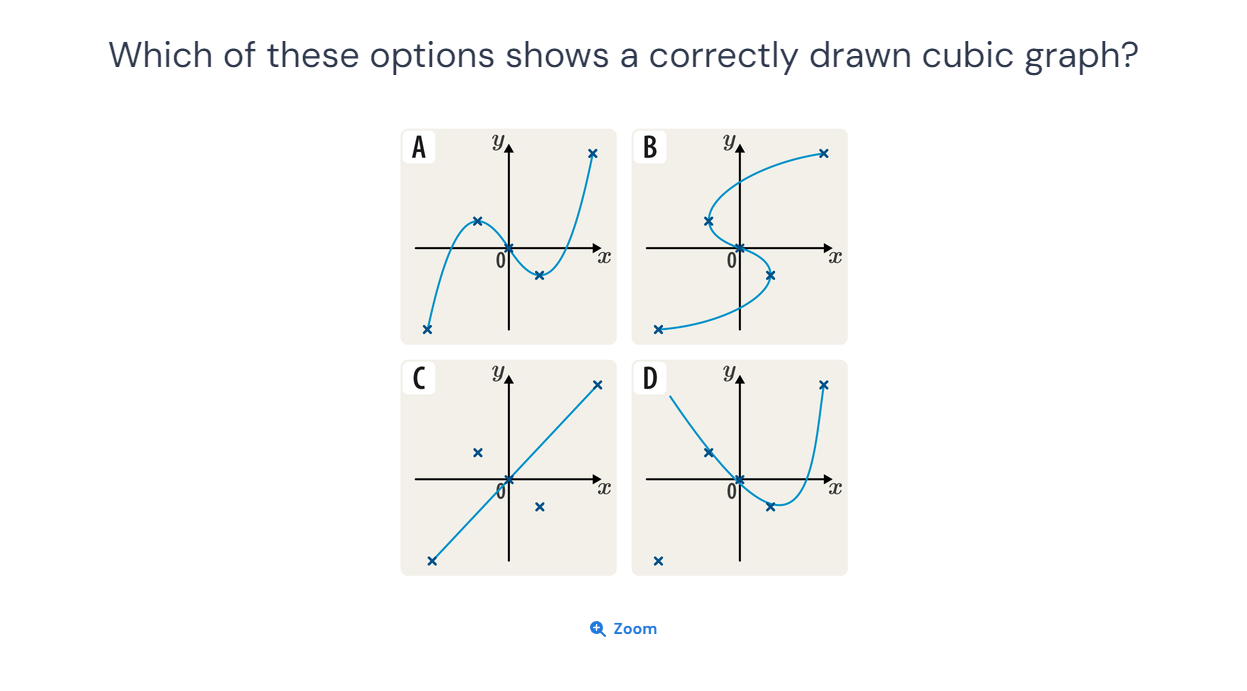 Which of these options shows a correctly drawn cubic graph?
A
y
0
x
B
y
0
x
C
y
0
x
D
y
0
x
Zoom